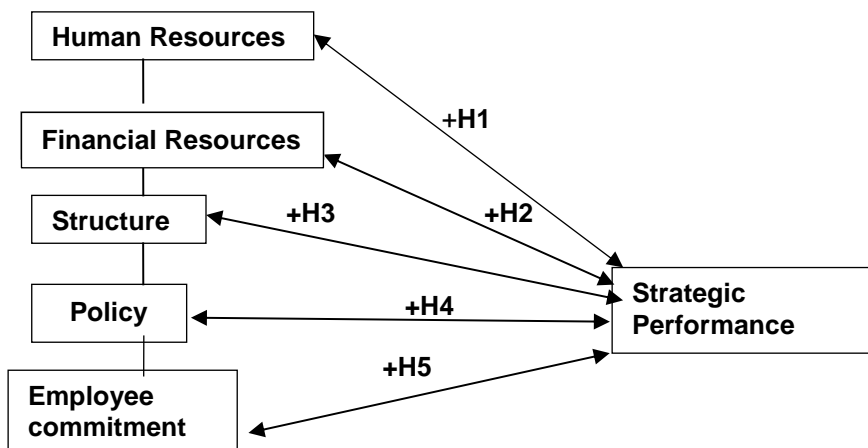 Human Resources
+H1
Financial Resources
+H2
Structure
+H3
Policy
+H4
Strategic
Performance
+H5
Employee
commitment